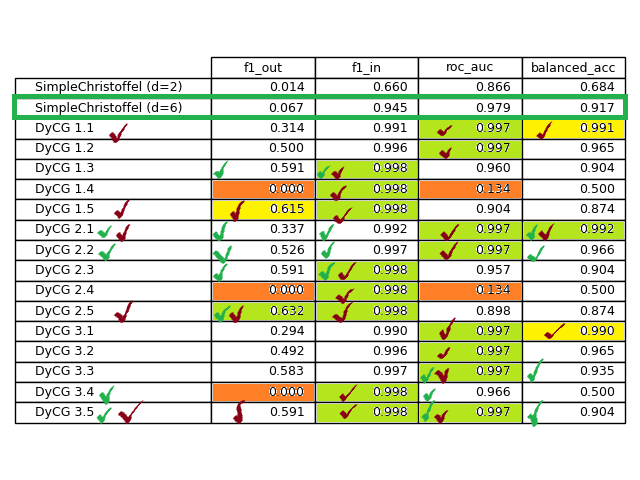 f1_out f1_in roc_auc balanced_acc
SimpleChristoffel (d=2) 0.014 0.660 0.866 0.684
SimpleChristoffel (d=6) 0.067 0.945 0.979 0.917
DyCG 1.1 0.314 0.991 0.997 0.991
DyCG 1.2 0.500 0.996 0.997 0.965
DyCG 1.3 0.591 0.998 0.960 0.904
DyCG 1.4 0.000 0.998 0.134 0.500
DyCG 1.5 0.615 0.998 0.904 0.874
DyCG 2.1 0.337 0.992 0.997 0.992
DyCG 2.2 0.526 0.997 0.997 0.966
DyCG 2.3 0.591 0.998 0.957 0.904
DyCG 2.4 0.000 0.998 0.134 0.500
DyCG 2.5 0.632 0.998 0.898 0.874
DyCG 3.1 0.294 0.990 0.997 0.990
DyCG 3.2 0.492 0.996 0.997 0.965
DyCG 3.3 0.583 0.997 0.997 0.935
DyCG 3.4 0.000 0.998 0.966 0.500
DyCG 3.5 0.591 0.998 0.997 0.904